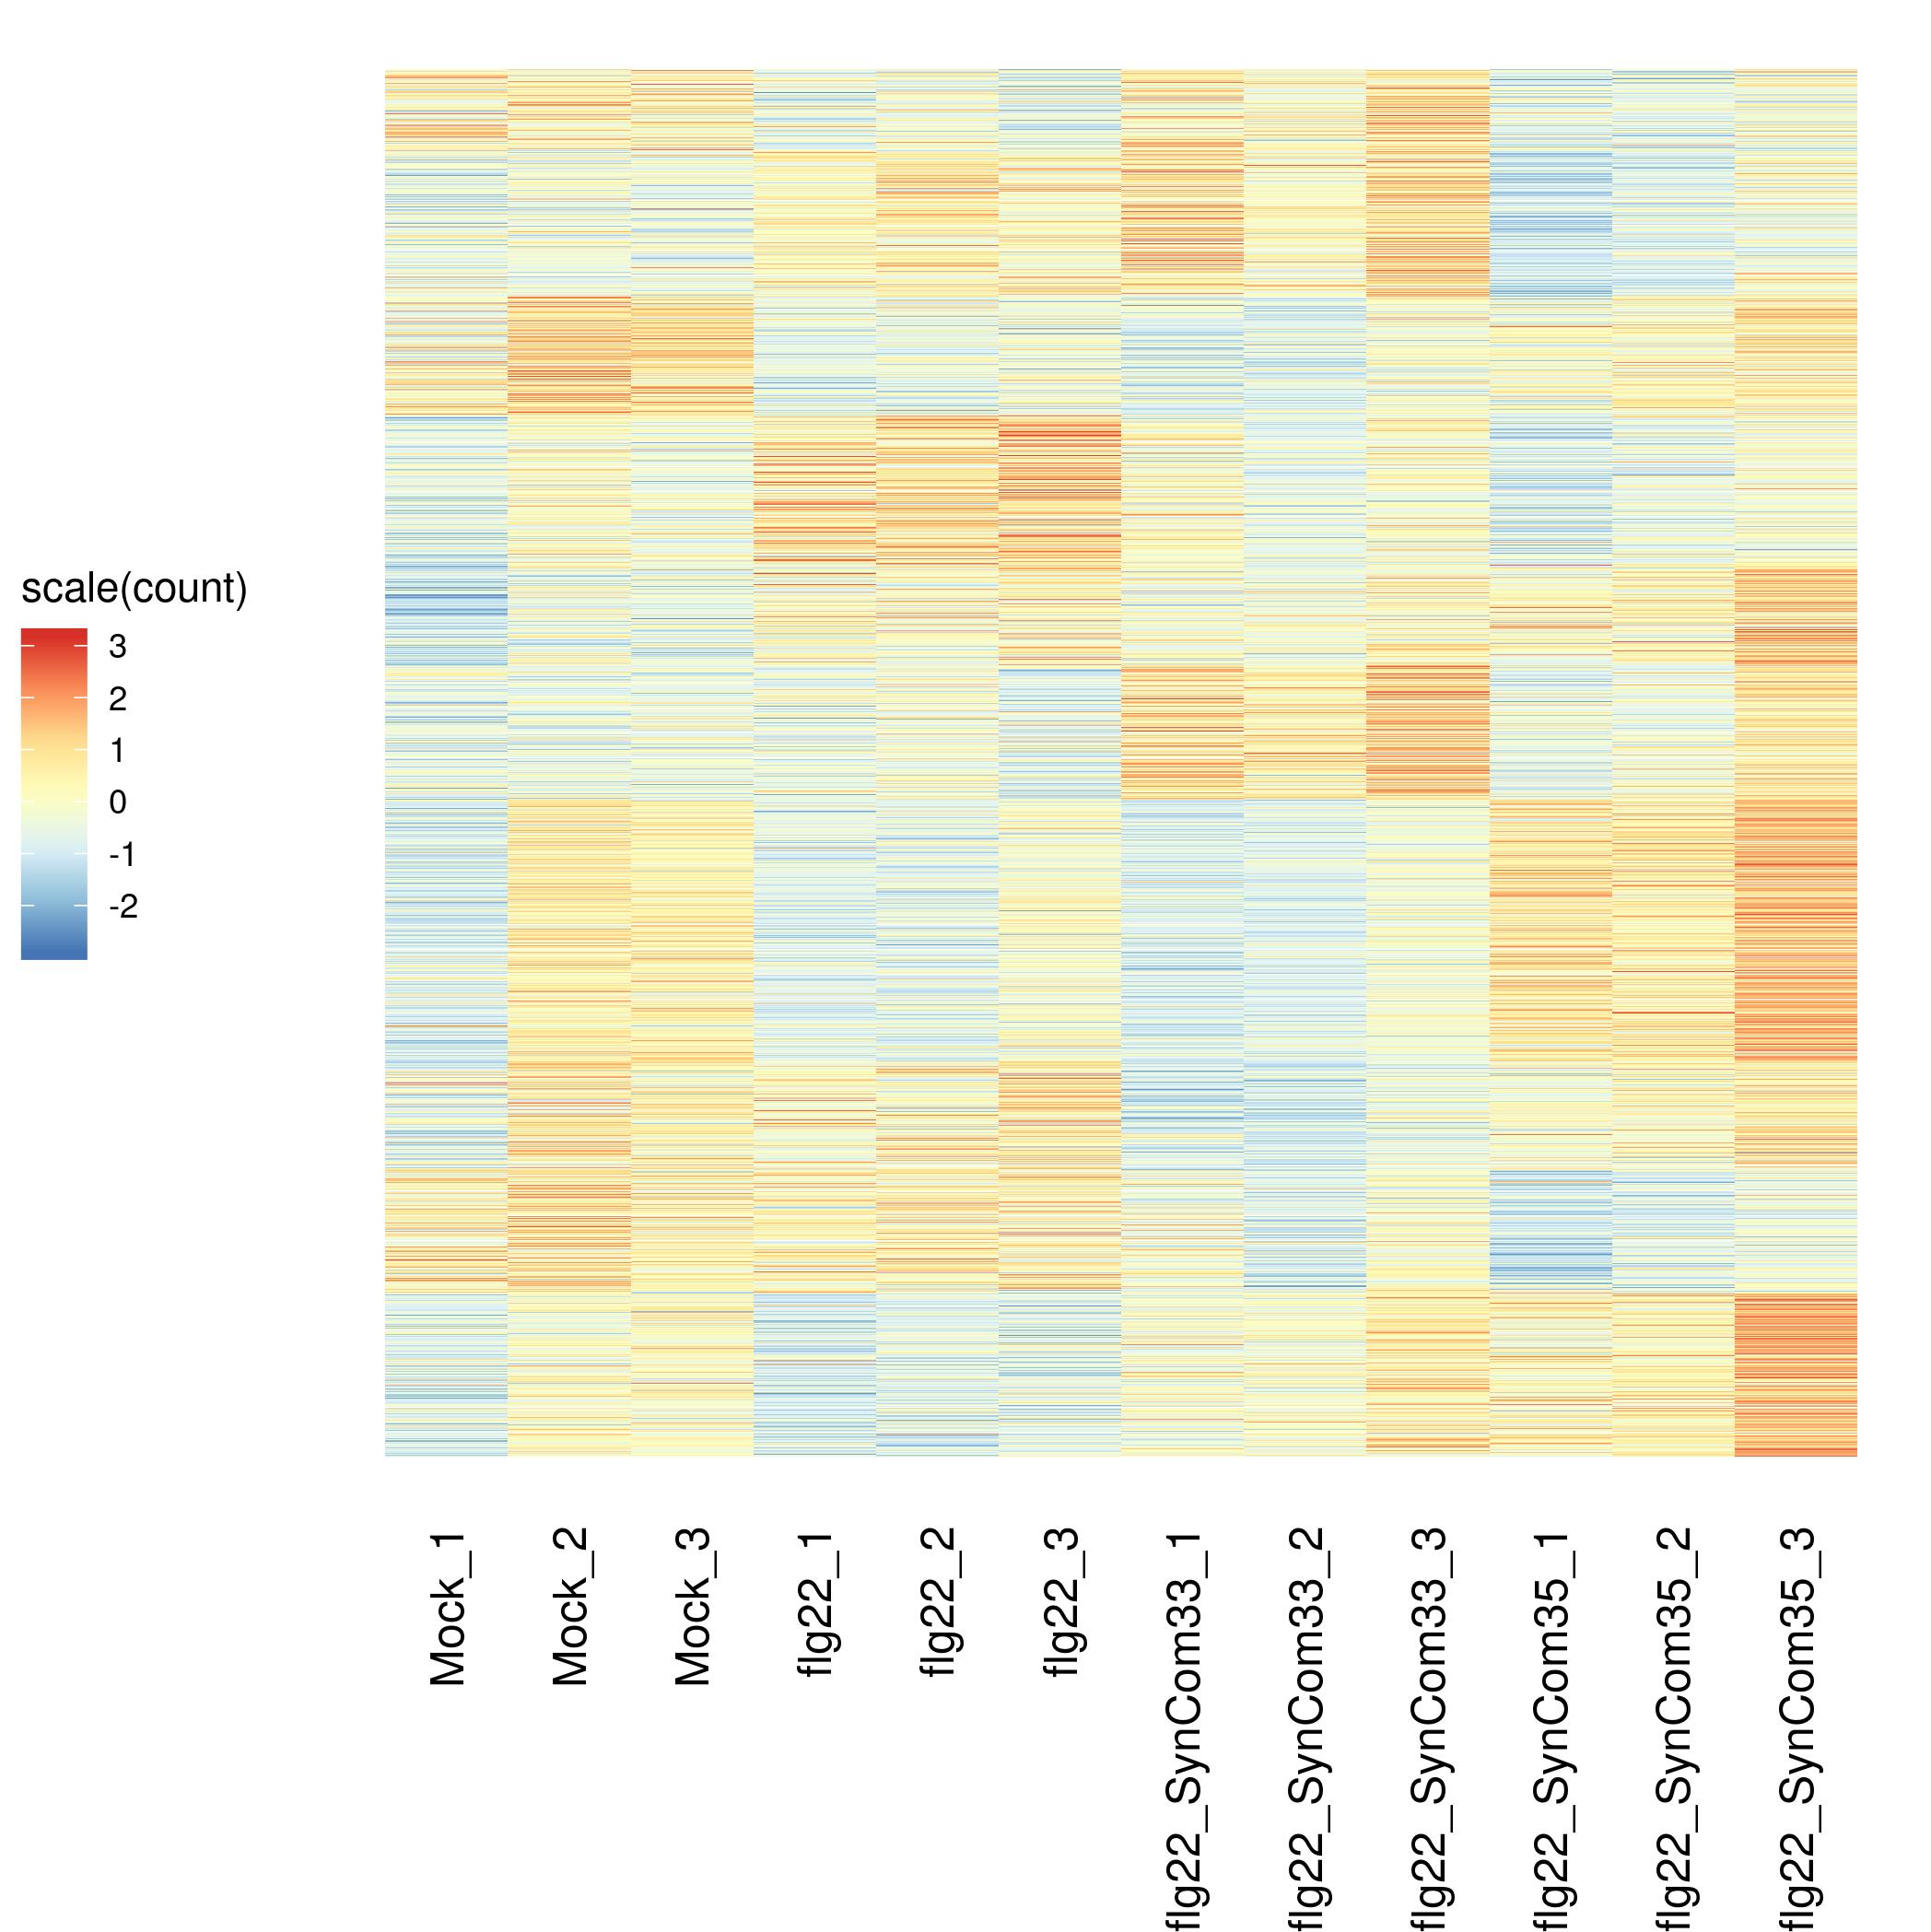 scale(count)
3
2
1
0
-1
-2
Mock_1
Mock_2
Mock_3
flg22_1
flg22_2
flg22_3
flg22_SynCom33_1
flg22_SynCom33_2
flg22_SynCom33_3
flg22_SynCom35_1
flg22_SynCom35_2
flg22_SynCom35_3